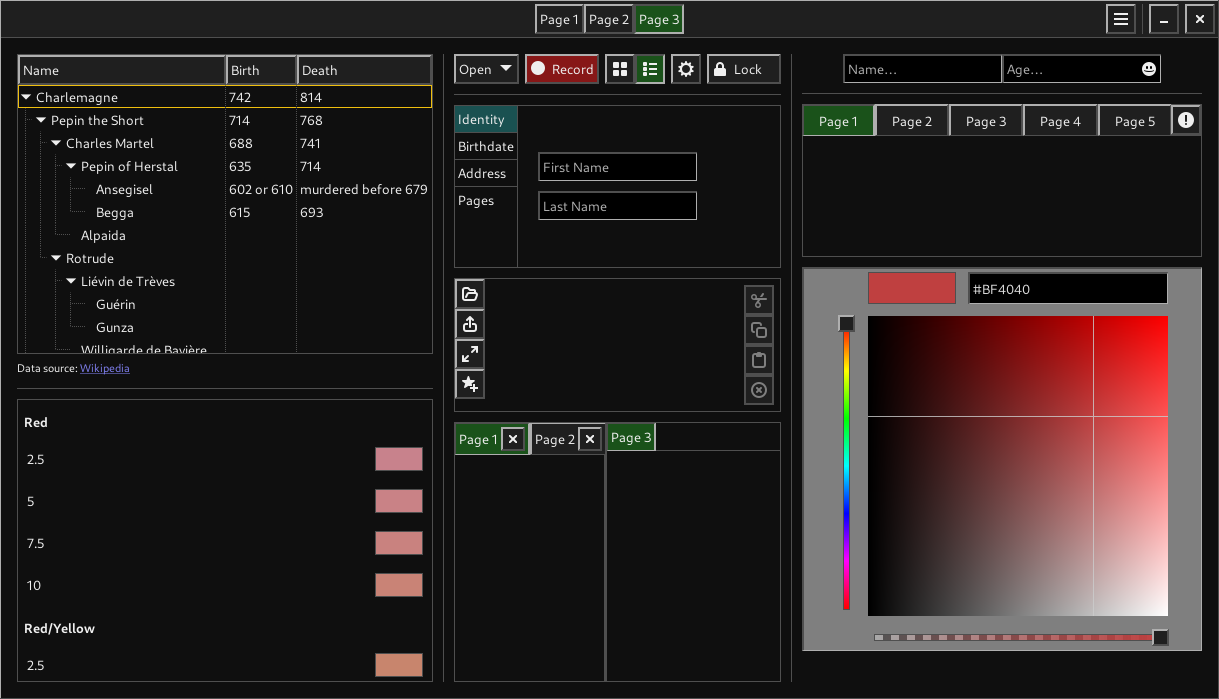 Page 1 Page 2 Page 3
Name Birth Death
Charlemagne 742 814
Pepin the Short 714 768
Charles Martel 688 741
Pepin of Herstal 635 714
Ansegisel 602 or 610 murdered before 679
Begga 615 693
Alpaida
Rotrude
Liévin de Trèves
Guérin
Gunza
Willigarde de Bavière
Data source: Wikipedia
Red
2.5
5
7.5
10
Red/Yellow
2.5
Open Record Lock
Identity
Birthdate
Address
Pages
First Name
Last Name
Page 1 Page 2 Page 3
Name... Age...
Page 1 Page 2 Page 3 Page 4 Page 5
#BF4040